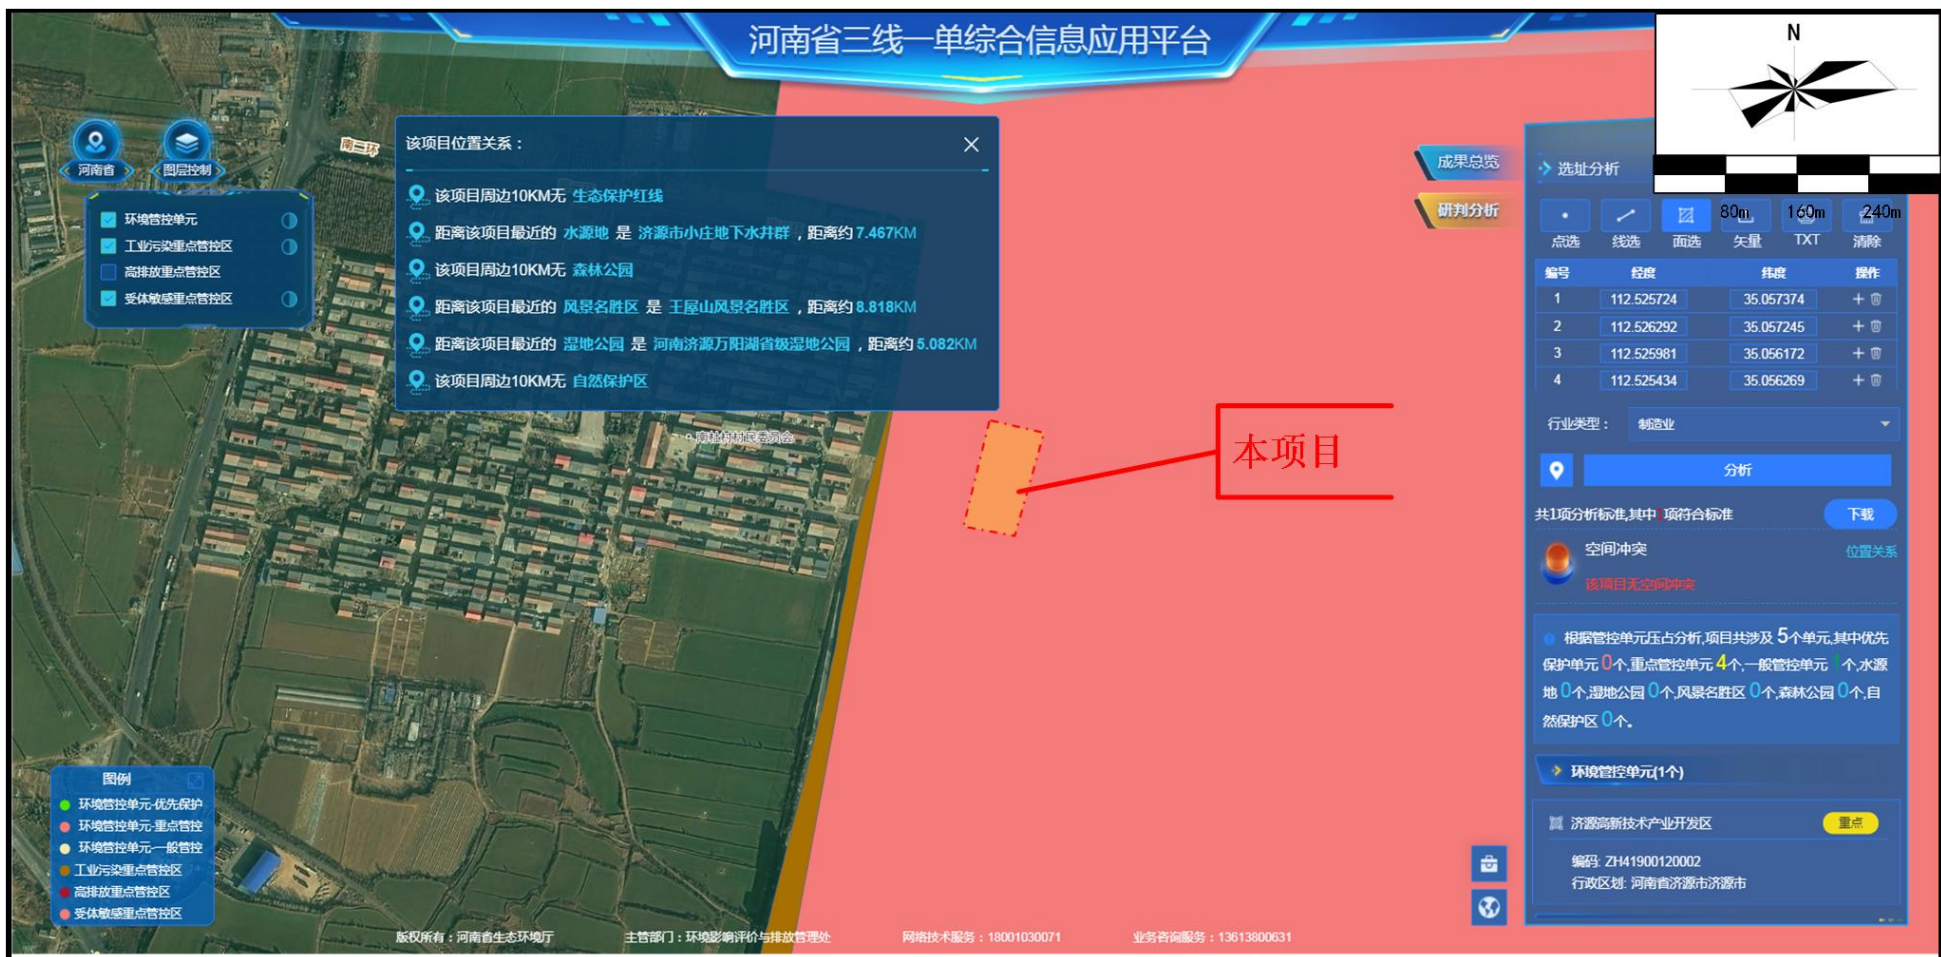 河南省三线一单综合信息应用平台
N
河南省
图层控制
环境管控单元
工业污染重点管控区
高排放重点管控区
受体敏感重点管控区
南二环
该项目位置关系：
该项目周边10KM无 生态保护红线
距离该项目最近的 水源地 是 济源市小庄地下水井群，距离约7.467KM
该项目周边10KM无 森林公园
距离该项目最近的 风景名胜区 是 王屋山风景名胜区，距离约8.818KM
距离该项目最近的 湿地公园 是 河南济源万阳湖省级湿地公园，距离约5.082KM
该项目周边10KM无 自然保护区
本项目
成果总览
研判分析
选址分析
80m 160m 240m
点选 线选 面选 矢量 TXT 清除
编号 经度 纬度 操作
1 112.525724 35.057374
2 112.526292 35.057245
3 112.525981 35.056172
4 112.525434 35.056269
行业类型： 制造业
分析
共1项分析标准,其中1项符合标准 下载
空间冲突 位置关系
该项目无空间冲突
根据管控单元压占分析,项目共涉及5个单元,其中优先
保护单元0个,重点管控单元4个,一般管控单元1个,水源
地0个,湿地公园0个,风景名胜区0个,森林公园0个,自
然保护区0个。
环境管控单元(1个)
济源高新技术产业开发区 重点
编码: ZH41900120002
行政区划: 河南省济源市济源市
图例
环境管控单元-优先保护
环境管控单元-重点管控
环境管控单元-一般管控
工业污染重点管控区
高排放重点管控区
受体敏感重点管控区
版权所有：河南省生态环境厅 主管部门：环境影响评价与排放管理处 网络技术服务：18001030071 业务咨询服务：13613800631